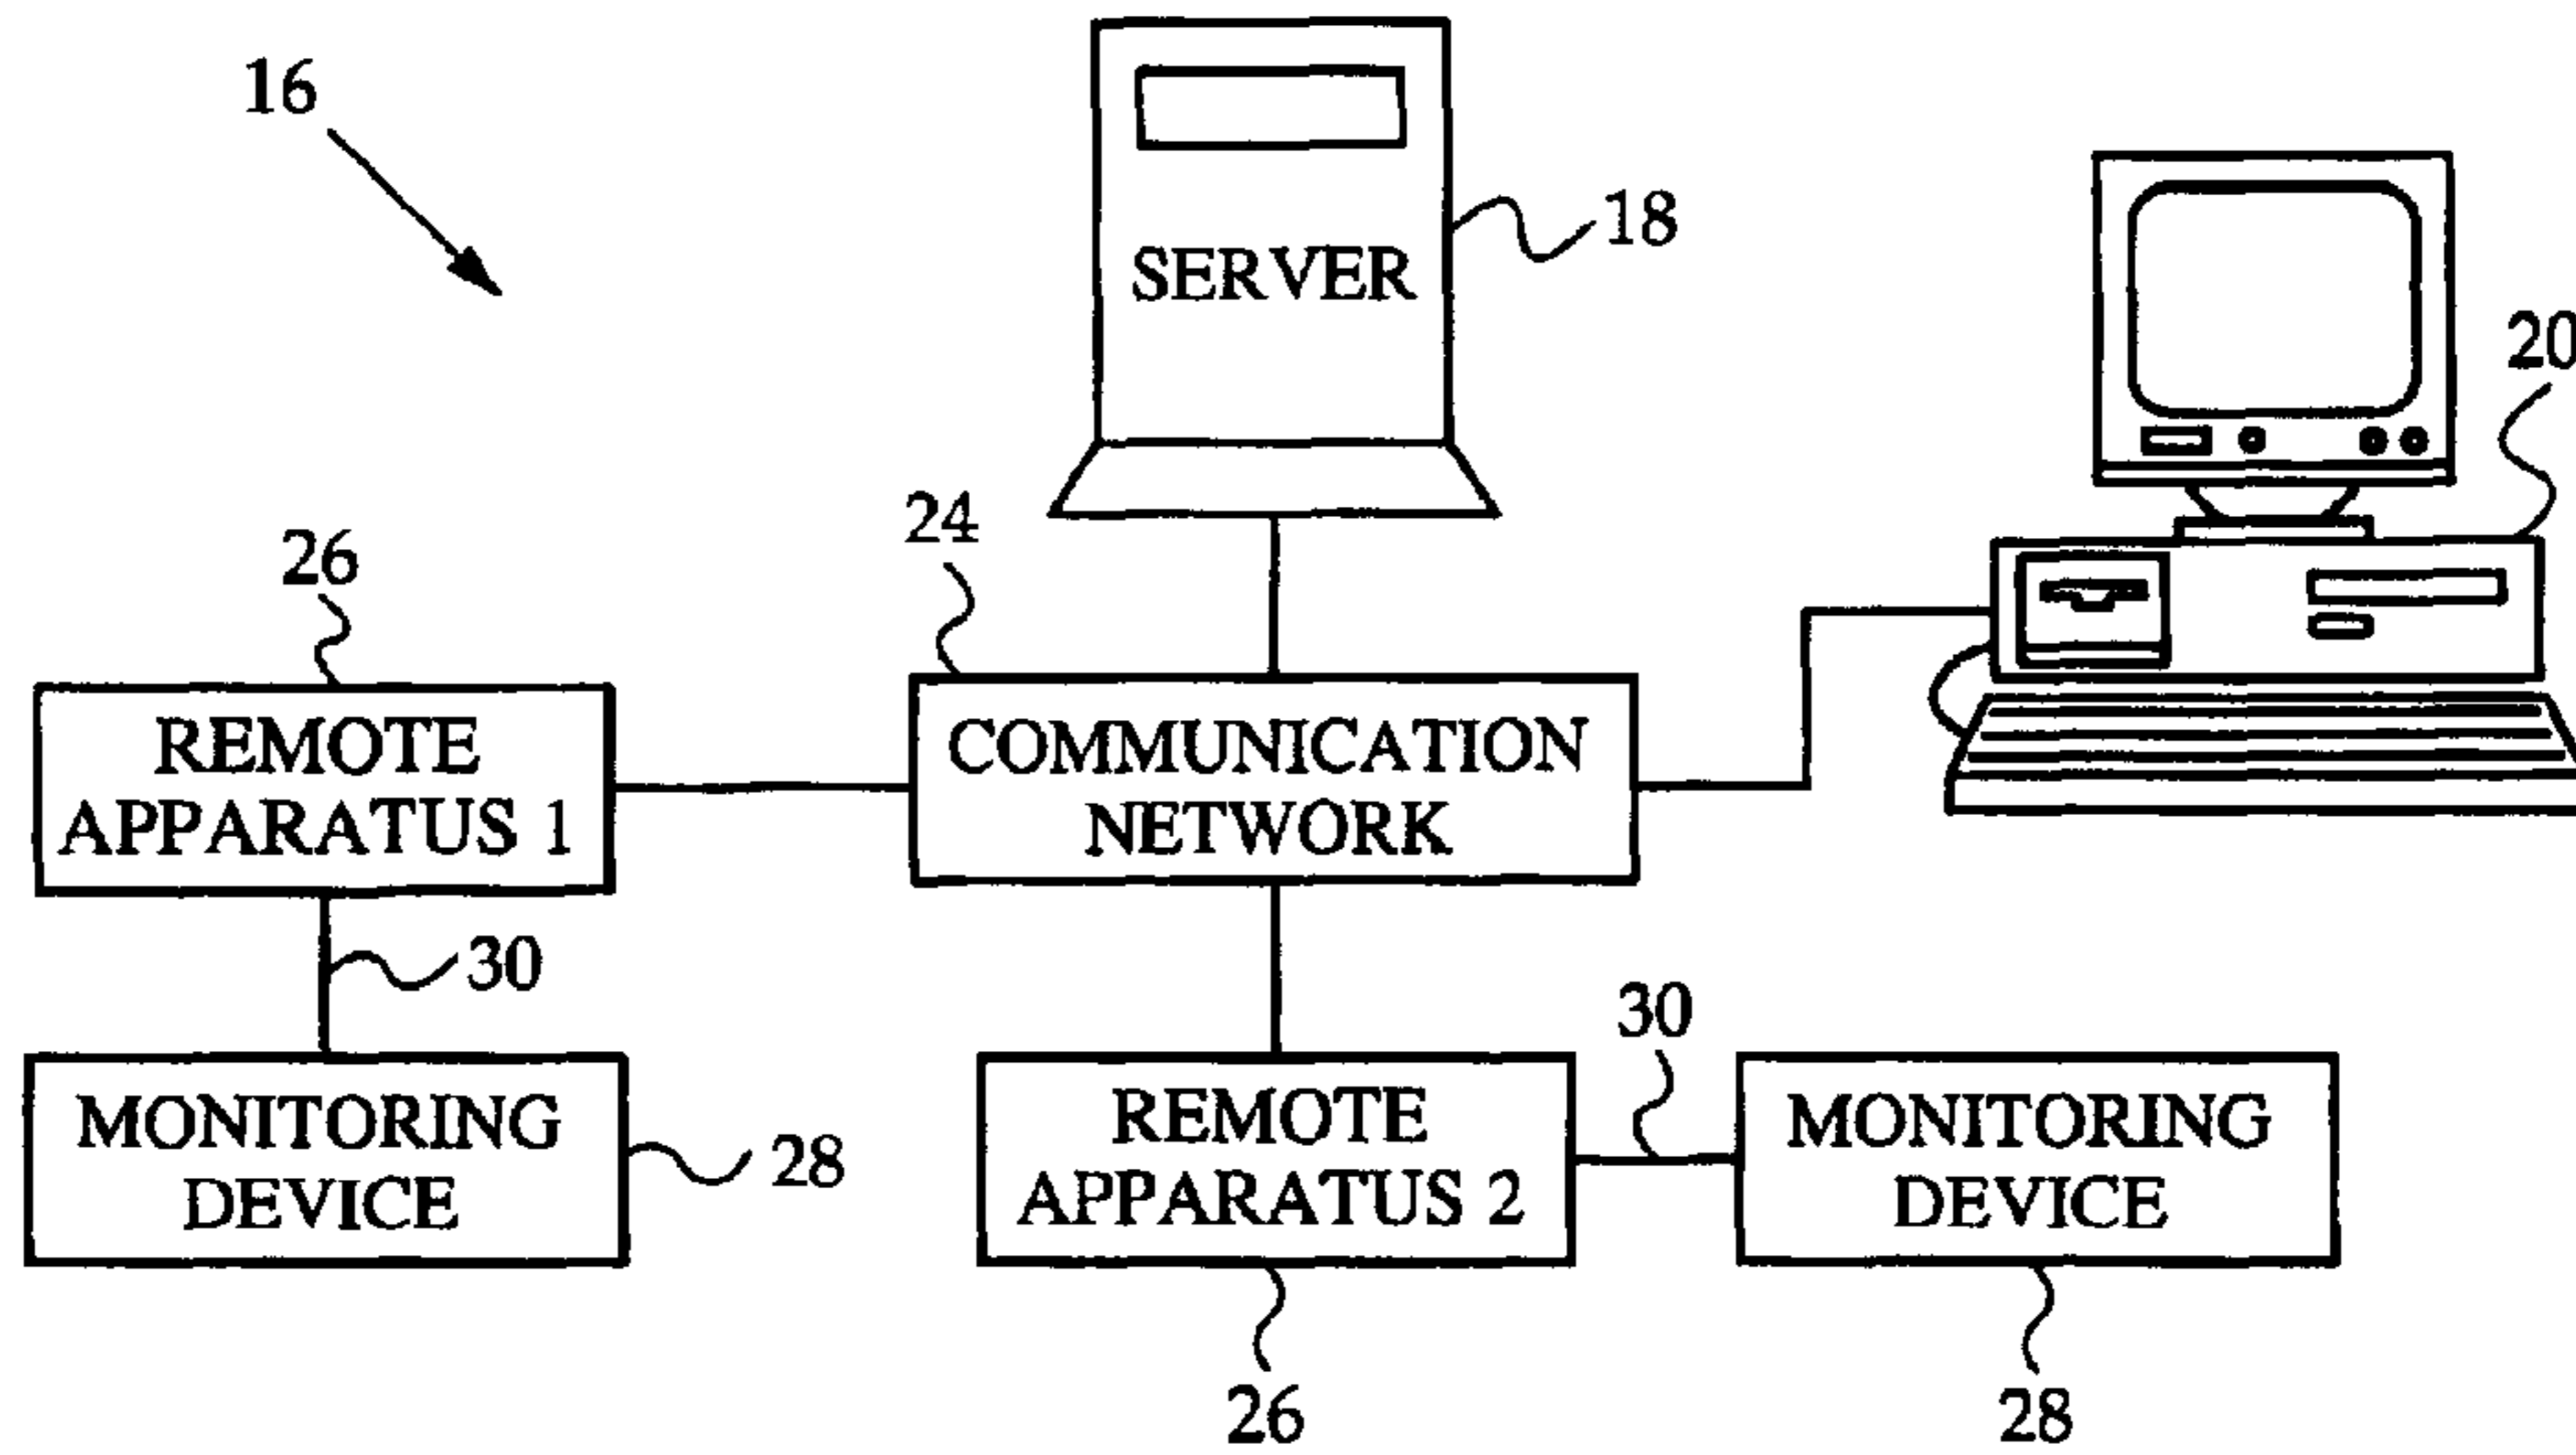 16
SERVER
18
20
24
26
REMOTE
APPARATUS 1
COMMUNICATION
NETWORK
30
30
MONITORING
DEVICE
28
REMOTE
APPARATUS 2
MONITORING
DEVICE
26
28